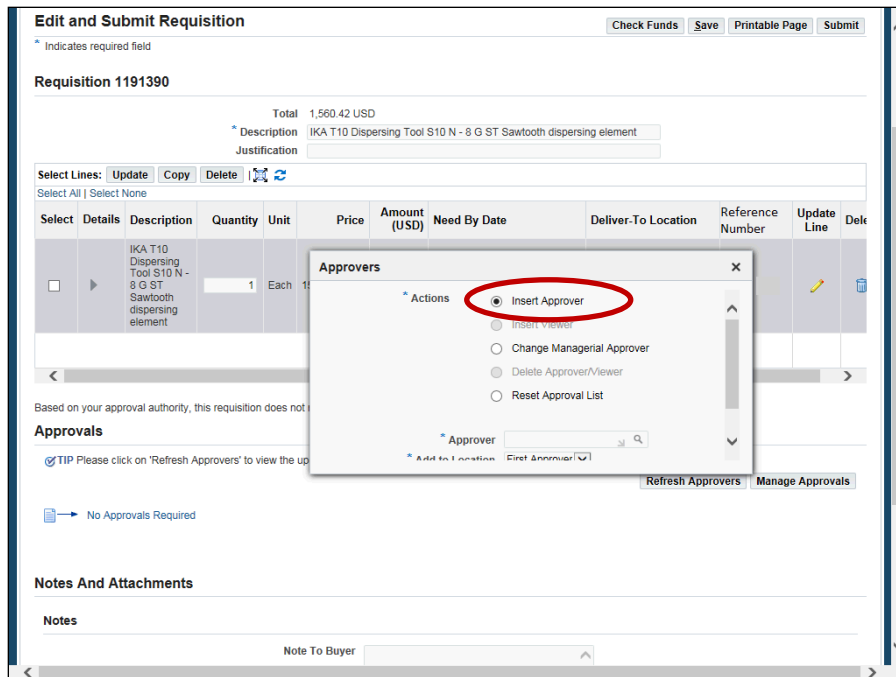 Edit and Submit Requisition
Check Funds Save Printable Page Submit
* Indicates required field
Requisition 1191390
Total 1,560.42 USD
* Description IKA T10 Dispersing Tool S10 N - 8 G ST Sawtooth dispersing element
Justification
Select Lines: Update Copy Delete
Select All | Select None
Select Details Description Quantity Unit Price Amount (USD) Need By Date Deliver-To Location Reference Number Update Line Dele
IKA T10
Dispersing
Tool S10 N -
8 G ST
Sawtooth
dispersing
element
1 Each 15
Approvers ×
* Actions
Insert Approver
Insert Viewer
Change Managerial Approver
Delete Approver/Viewer
Reset Approval List
* Approver
* Add to Location First Approver
Based on your approval authority, this requisition does not
Approvals
TIP Please click on 'Refresh Approvers' to view the up
Refresh Approvers Manage Approvals
No Approvals Required
Notes And Attachments
Notes
Note To Buyer